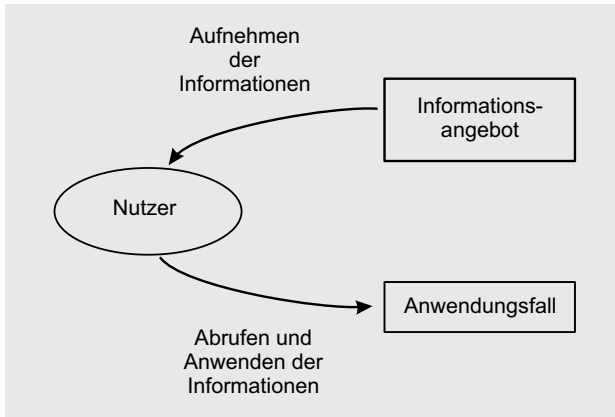 Aufnehmen
der
Informationen
Informations-
angebot
Nutzer
Anwendungsfall
Abrufen und
Anwenden der
Informationen